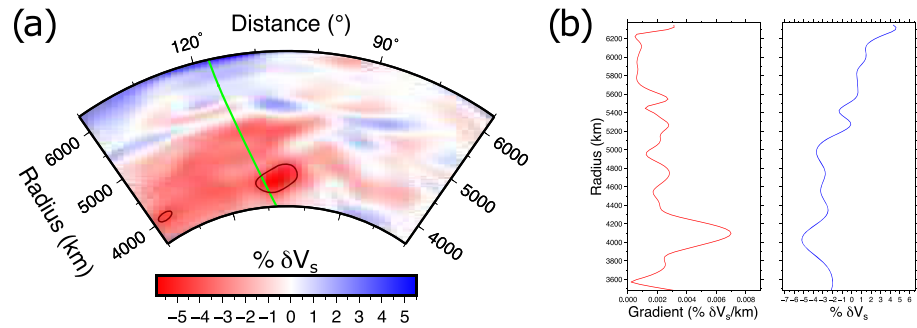 (a)
Distance (°)
120°
90°
6000
5000
4000
Radius (km)
6000
5000
4000
% δVs
−5 −4 −3 −2 −1 0 1 2 3 4 5
(b)
Radius (km)
6200
6000
5800
5600
5400
5200
5000
4800
4600
4400
4200
4000
3800
3600
0.000 0.002 0.004 0.006 0.008
Gradient (% δVs/km)
−7 −6 −5 −4 −3 −2 −1 0 1 2 3 4 5 6
% δVs